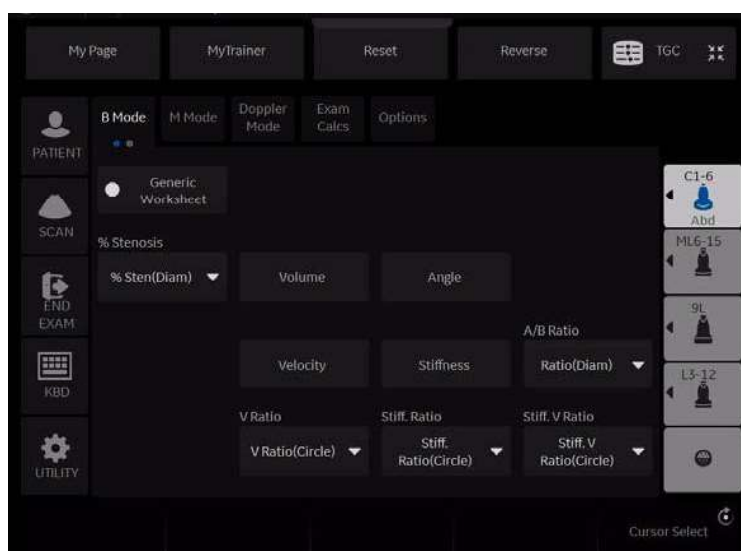 My Page
MyTrainer
Reset
Reverse
TGC
B Mode
M Mode
Doppler
Mode
Exam
Calcs
Options
PATIENT
SCAN
END
EXAM
KBD
UTILITY
Generic
Worksheet
% Stenosis
% Sten(Diam)
Volume
Angle
A/B Ratio
Velocity
Stiffness
Ratio(Diam)
V Ratio
Stiff. Ratio
Stiff. V Ratio
V Ratio(Circle)
Stiff.
Ratio(Circle)
Stiff. V
Ratio(Circle)
C1-6
Abd
ML6-15
9L
L3-12
Cursor Select